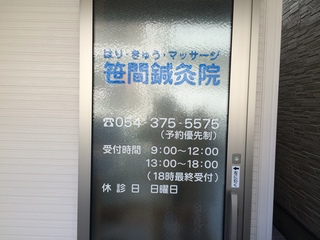 はり・きゅう・マッサージ
笹間鍼灸院
☎054-375-5575
(予約優先制)
受付時間 9:00~12:00
13:00~18:00
(18時最終受付)
休診日 日曜日